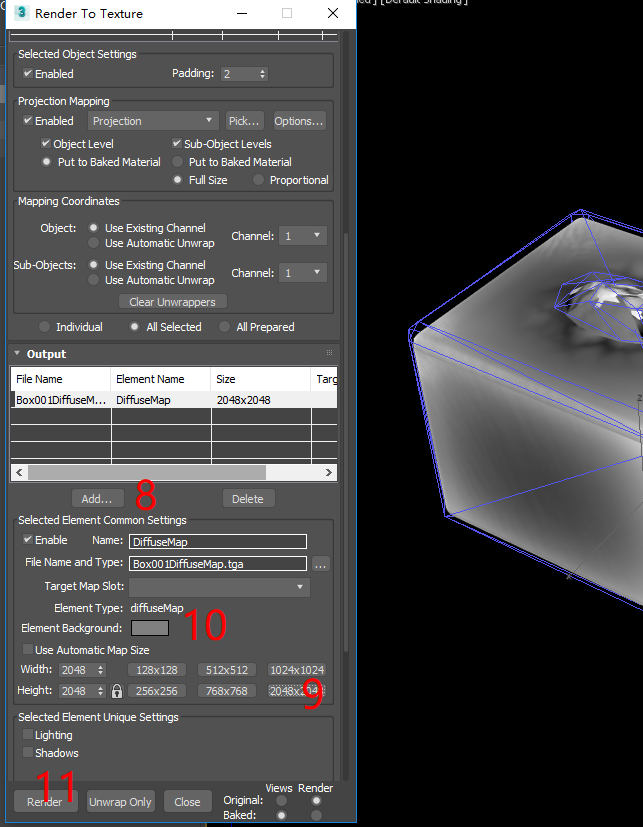 Render To Texture
] [Default Shading]
Selected Object Settings
Enabled Padding: 2
Projection Mapping
Enabled Projection Pick... Options...
Object Level Sub-Object Levels
Put to Baked Material Put to Baked Material
Full Size Proportional
Mapping Coordinates
Object: Use Existing Channel
Use Automatic Unwrap
Channel: 1
Sub-Objects: Use Existing Channel
Use Automatic Unwrap
Channel: 1
Clear Unwrappers
Individual All Selected All Prepared
Output
File Name Element Name Size Targ
Box001DiffuseM... DiffuseMap 2048x2048
Add... 8 Delete
Selected Element Common Settings
Enable Name: DiffuseMap
File Name and Type: Box001DiffuseMap.tga ...
Target Map Slot:
Element Type: diffuseMap
10
Element Background:
Use Automatic Map Size
Width: 2048 128x128 512x512 1024x1024
Height: 2048 256x256 768x768 2048x2048
9
Selected Element Unique Settings
Lighting
Shadows
11
Views Render
Render Unwrap Only Close Original:
Baked:
z
x